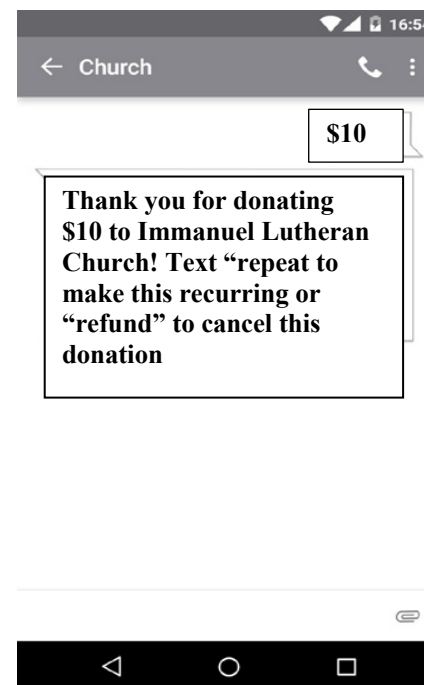 16:54
Church
$10
Thank you for donating
$10 to Immanuel Lutheran
Church! Text “repeat to
make this recurring or
“refund” to cancel this
donation